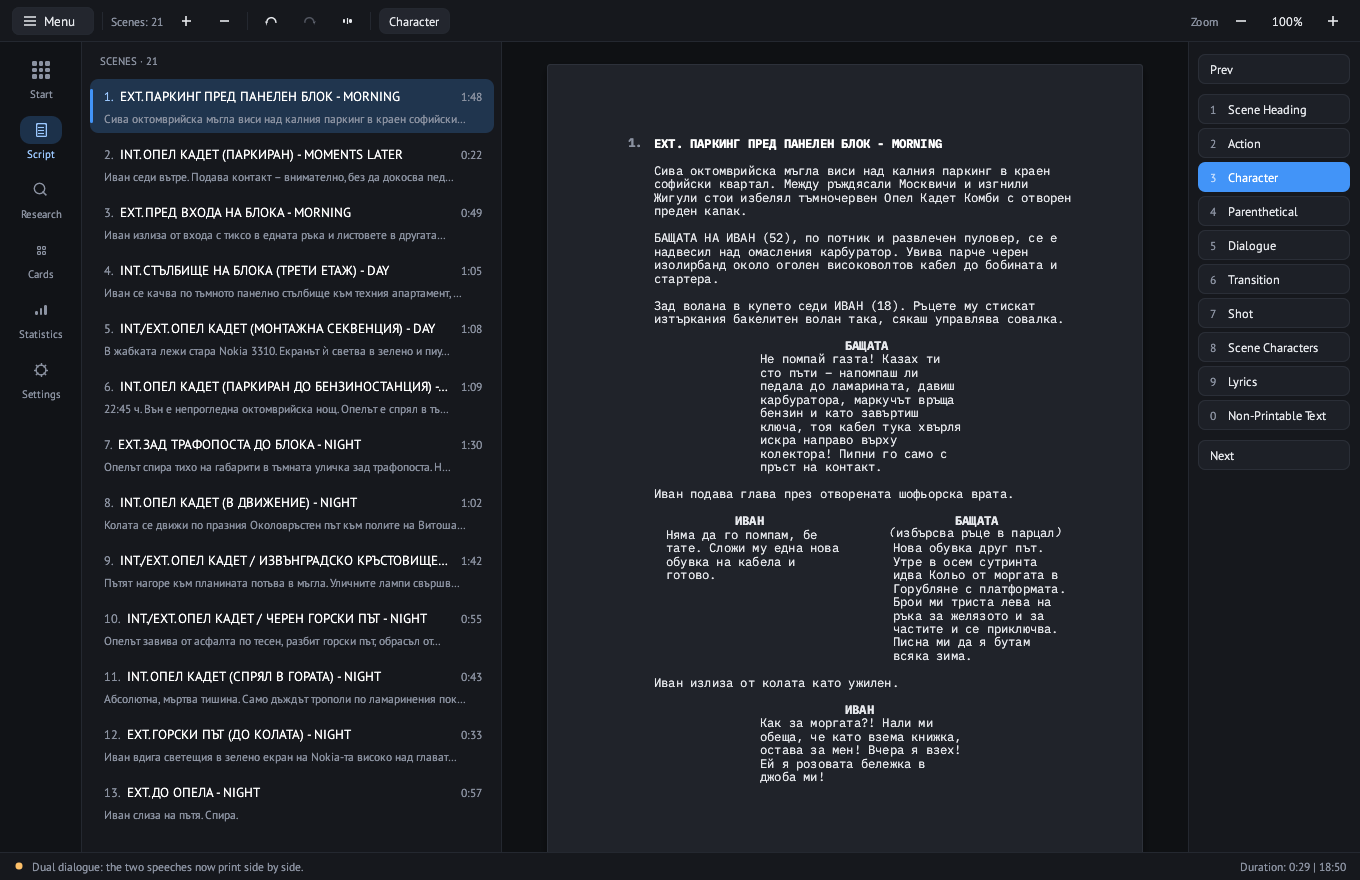 Menu
Scenes: 21
Character
Zoom
100%
Start
Script
Research
Cards
Statistics
Settings
SCENES · 21
1. EXT. ПАРКИНГ ПРЕД ПАНЕЛЕН БЛОК - MORNING 1:48
Сива октомврийска мъгла виси над калния паркинг в краен софийски...
2. INT. ОПЕЛ КАДЕТ (ПАРКИРАН) - MOMENTS LATER 0:22
Иван седи вътре. Подава контакт – внимателно, без да докосва пед...
3. EXT. ПРЕД ВХОДА НА БЛОКА - MORNING 0:49
Иван излиза от входа с тиксо в едната ръка и листовете в другата...
4. INT. СТЪЛБИЩЕ НА БЛОКА (ТРЕТИ ЕТАЖ) - DAY 1:05
Иван се качва по тъмното панелно стълбище към техния апартамент, ...
5. INT./EXT. ОПЕЛ КАДЕТ (МОНТАЖНА СЕКВЕНЦИЯ) - DAY 1:08
В жабката лежи стара Nokia 3310. Екранът ѝ светва в зелено и пиу...
6. INT. ОПЕЛ КАДЕТ (ПАРКИРАН ДО БЕНЗИНОСТАНЦИЯ) -... 1:09
22:45 ч. Вън е непрогледна октомврийска нощ. Опелът е спрял в тъ...
7. EXT. ЗАД ТРАФОПОСТА ДО БЛОКА - NIGHT 1:30
Опелът спира тихо на габарити в тъмната уличка зад трафопоста. Н...
8. INT. ОПЕЛ КАДЕТ (В ДВИЖЕНИЕ) - NIGHT 1:02
Колата се движи по празния Околовръстен път към полите на Витоша...
9. INT./EXT. ОПЕЛ КАДЕТ / ИЗВЪНГРАДСКО КРЪСТОВИЩЕ... 1:42
Пътят нагоре към планината потъва в мъгла. Уличните лампи свършв...
10. INT./EXT. ОПЕЛ КАДЕТ / ЧЕРЕН ГОРСКИ ПЪТ - NIGHT 0:55
Опелът завива от асфалта по тесен, разбит горски път, обрасъл от...
11. INT. ОПЕЛ КАДЕТ (СПРЯЛ В ГОРАТА) - NIGHT 0:43
Абсолютна, мъртва тишина. Само дъждът трополи по ламаринения пок...
12. EXT. ГОРСКИ ПЪТ (ДО КОЛАТА) - NIGHT 0:33
Иван вдига светещия в зелено екран на Nokia-та високо над глават...
13. EXT. ДО ОПЕЛА - NIGHT 0:57
Иван слиза на пътя. Спира.
1. EXT. ПАРКИНГ ПРЕД ПАНЕЛЕН БЛОК - MORNING
Сива октомврийска мъгла виси над калния паркинг в краен
софийски квартал. Между ръждясали Москвичи и изгнили
Жигули стои избелял тъмночервен Опел Кадет Комби с отворен
преден капак.
БАЩАТА НА ИВАН (52), по потник и развлечен пуловер, се е
надвесил над омасления карбуратор. Увива парче черен
изолирбанд около оголен високоволтов кабел до бобината и
стартера.
Зад волана в купето седи ИВАН (18). Ръцете му стискат
изтъркания бакелитен волан така, сякаш управлява совалка.
БАЩАТА
Не помпай газта! Казах ти
сто пъти – напомпаш ли
педала до ламарината, давиш
карбуратора, маркучът връща
бензин и като завъртиш
ключа, тоя кабел тука хвърля
искра направо върху
колектора! Пипни го само с
пръст на контакт.
Иван подава глава през отворената шофьорска врата.
ИВАН
Няма да го помпам, бе
тате. Сложи му една нова
обувка на кабела и
готово.
БАЩАТА
(избърсва ръце в парцал)
Нова обувка друг път.
Утре в осем сутринта
идва Кольо от моргата в
Горубляне с платформата.
Брои ми триста лева на
ръка за желязото и за
частите и се приключва.
Писна ми да я бутам
всяка зима.
Иван излиза от колата като ужилен.
ИВАН
Как за моргата?! Нали ми
обеща, че като взема книжка,
остава за мен! Вчера я взех!
Ей я розовата бележка в
джоба ми!
Prev
1 Scene Heading
2 Action
3 Character
4 Parenthetical
5 Dialogue
6 Transition
7 Shot
8 Scene Characters
9 Lyrics
0 Non-Printable Text
Next
Dual dialogue: the two speeches now print side by side.
Duration: 0:29 | 18:50